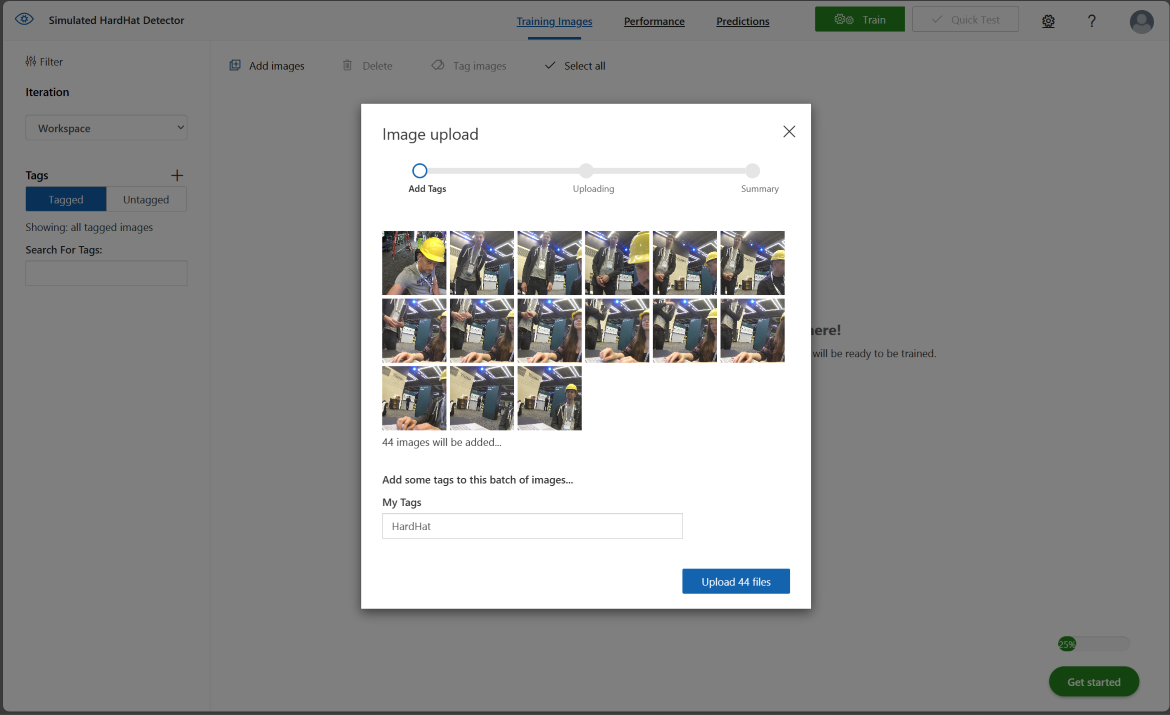 Simulated HardHat Detector
Training Images
Performance
Predictions
Train
Quick Test
?
Filter
Add images
Delete
Tag images
Select all
Iteration
Workspace
Tags
Tagged
Untagged
Showing: all tagged images
Search For Tags:
Image upload
Add Tags
Uploading
Summary
here!
will be ready to be trained.
44 images will be added...
Add some tags to this batch of images...
My Tags
HardHat
Upload 44 files
25%
Get started